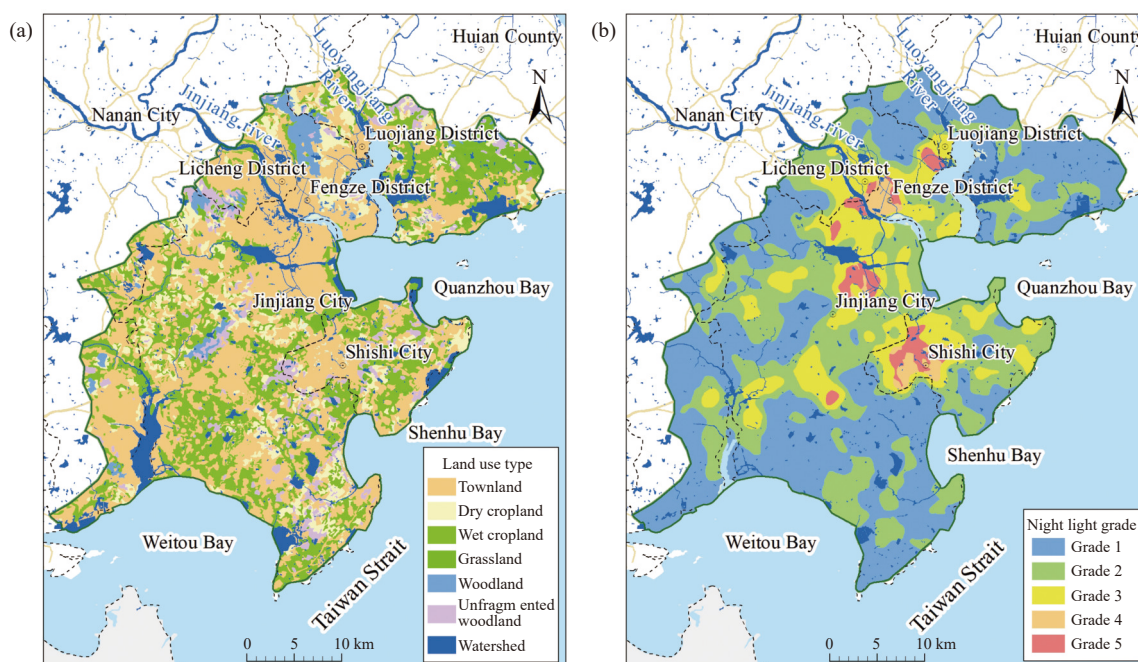 (a)
Huian County
N
Luoyangjiang
River
Jinjiang river
Nanan City
Luojiang District
Licheng District
Fengze District
Quanzhou Bay
Jinjiang City
Shishi City
Shenhu Bay
Weitou Bay
Taiwan Strait
0 5 10 km
Land use type
Townland
Dry cropland
Wet cropland
Grassland
Woodland
Unfragm ented
woodland
Watershed
(b)
Huian County
N
Luoyangjiang
River
Jinjiang river
Nanan City
Luojiang District
Licheng District
Fengze District
Quanzhou Bay
Jinjiang City
Shishi City
Shenhu Bay
Weitou Bay
Taiwan Strait
0 5 10 km
Night light grade
Grade 1
Grade 2
Grade 3
Grade 4
Grade 5